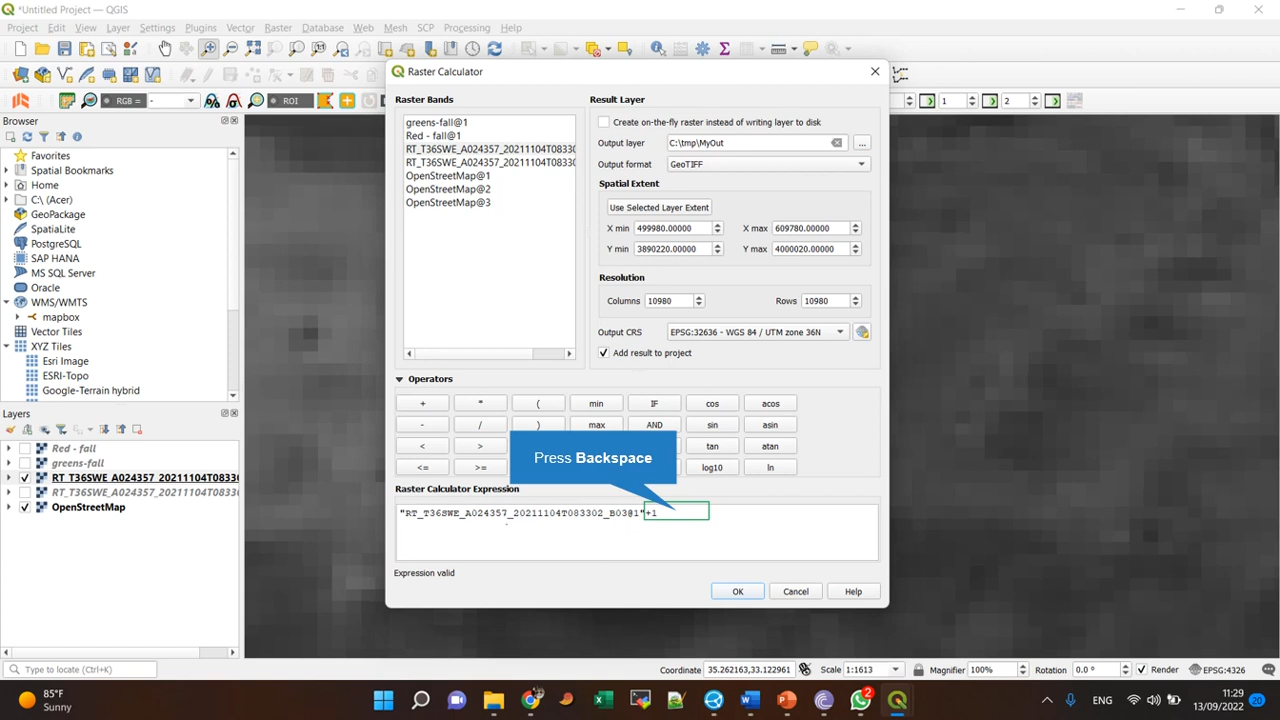 *Untitled Project — QGIS
Project Edit View Layer Settings Plugins Vector Raster Database Web Mesh SCP Processing Help
RGB = - ROI 1 2
Browser
Favorites
Spatial Bookmarks
Home
C:\ (Acer)
GeoPackage
SpatiaLite
PostgreSQL
SAP HANA
MS SQL Server
Oracle
WMS/WMTS
mapbox
Vector Tiles
XYZ Tiles
Esri Image
ESRI-Topo
Google-Terrain hybrid
Layers
Red - fall
greens-fall
RT_T36SWE_A024357_20211104T08330
RT_T36SWE_A024357_20211104T08330
OpenStreetMap
Raster Calculator
Raster Bands
greens-fall@1
Red - fall@1
RT_T36SWE_A024357_20211104T0833
RT_T36SWE_A024357_20211104T0833
OpenStreetMap@1
OpenStreetMap@2
OpenStreetMap@3
Result Layer
Create on-the-fly raster instead of writing layer to disk
Output layer C:\tmp\MyOut ...
Output format GeoTIFF
Spatial Extent
Use Selected Layer Extent
X min 499980.00000 X max 609780.00000
Y min 3890220.00000 Y max 4000020.00000
Resolution
Columns 10980 Rows 10980
Output CRS EPSG:32636 - WGS 84 / UTM zone 36N
Add result to project
Operators
+ * ( min IF cos acos
- / ) max AND sin asin
< > tan atan
<= >= log10 ln
Press Backspace
Raster Calculator Expression
"RT_T36SWE_A024357_20211104T083302_B03@1"+1
Expression valid
OK Cancel Help
Type to locate (Ctrl+K) Coordinate 35.262163,33.122961 Scale 1:1613 Magnifier 100% Rotation 0.0 ° Render EPSG:4326
85°F
Sunny
2
ENG
11:29
13/09/2022
20